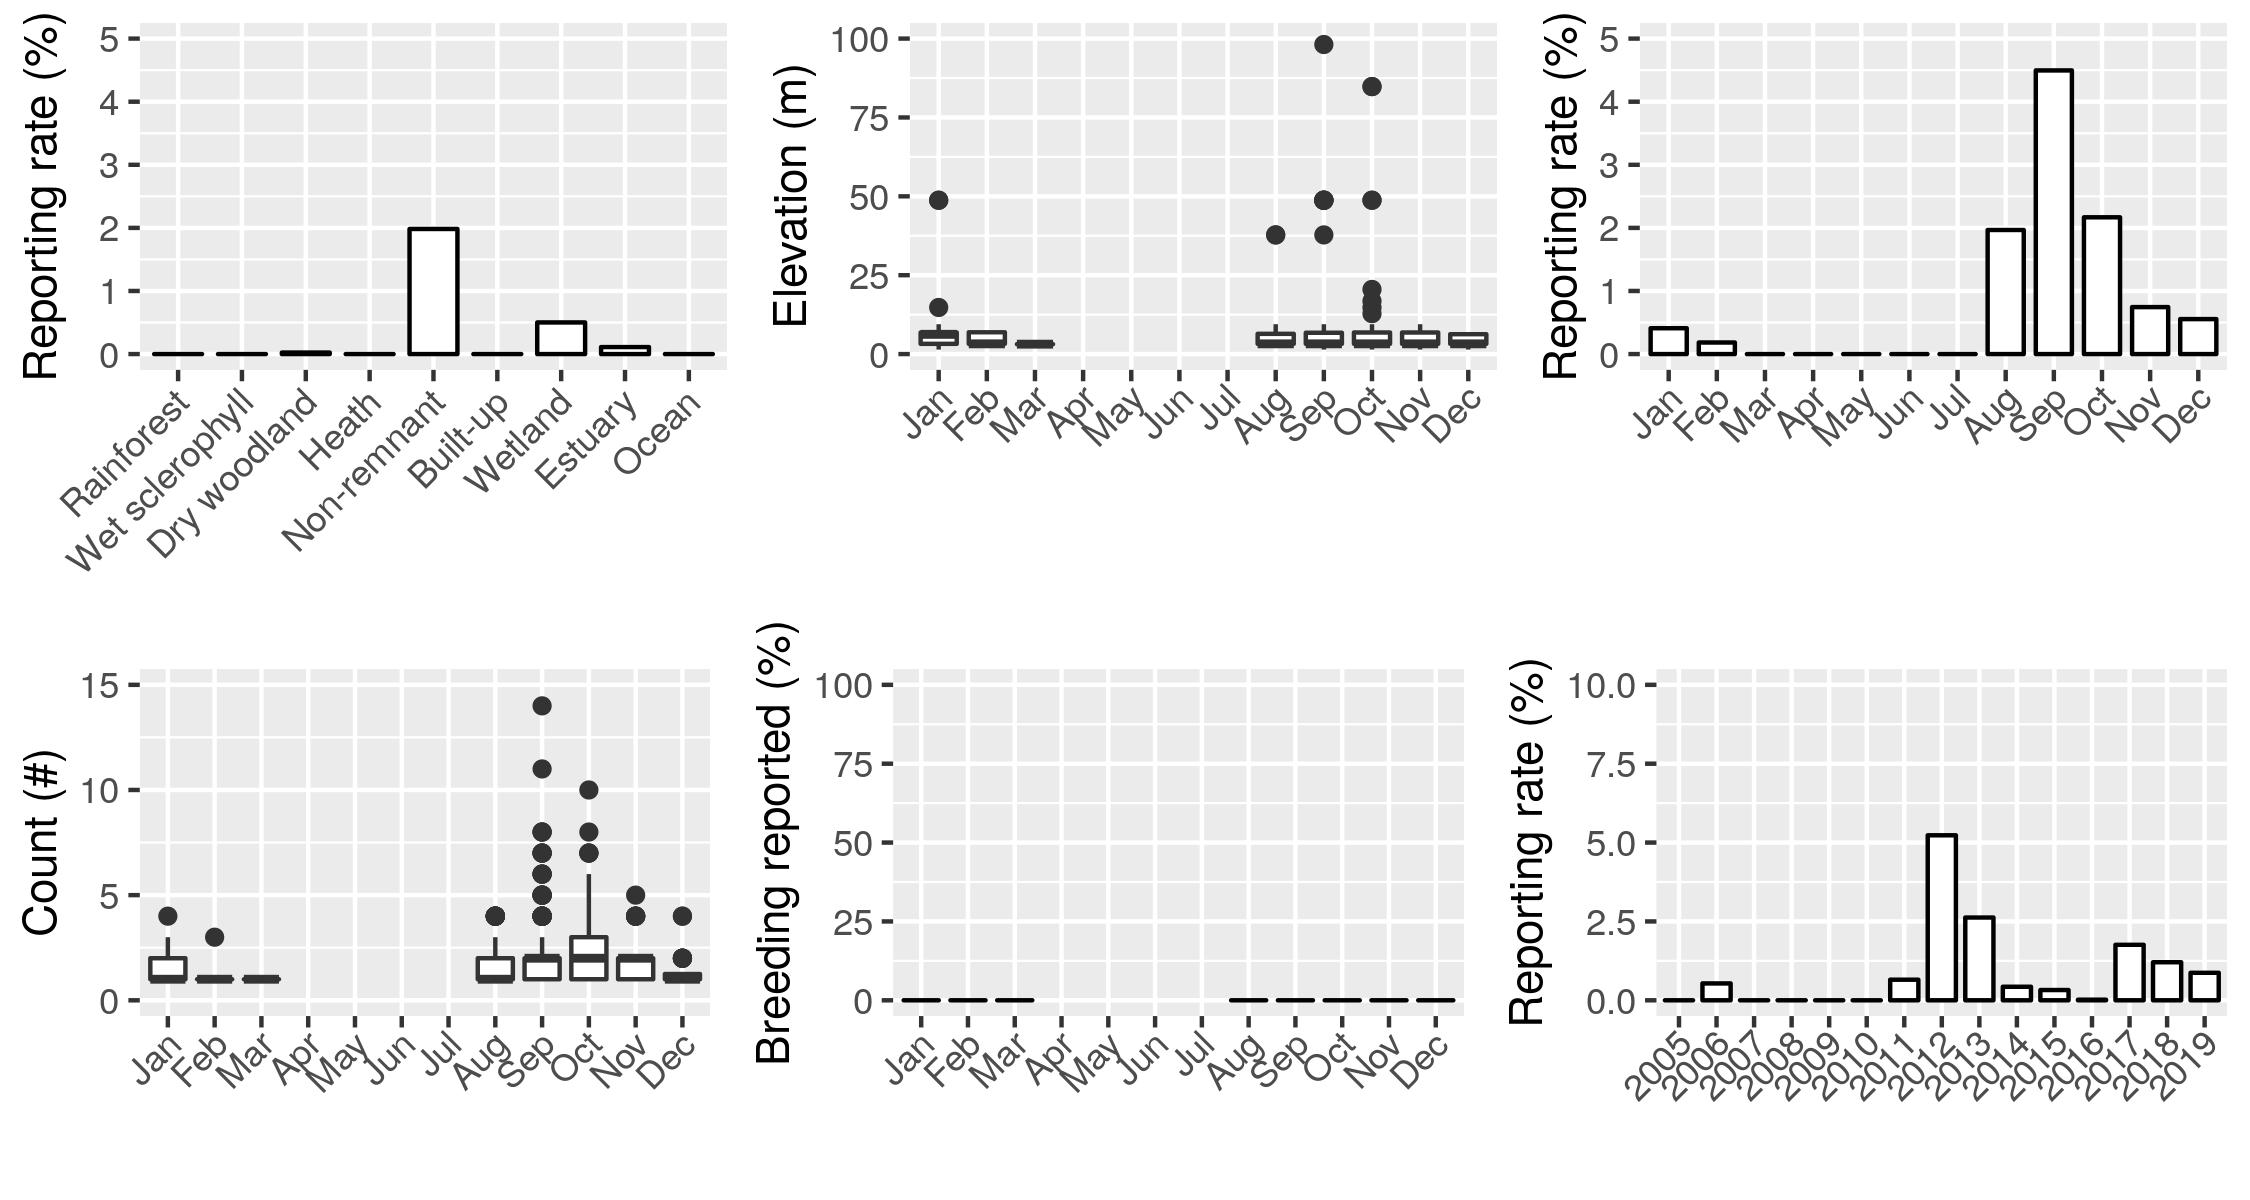 Reporting rate (%)
5
4
3
2
1
0
Rainforest
Wet sclerophyll
Dry woodland
Heath
Non-remnant
Built-up
Wetland
Estuary
Ocean
Elevation (m)
100
75
50
25
0
Jan
Feb
Mar
Apr
May
Jun
Jul
Aug
Sep
Oct
Nov
Dec
Reporting rate (%)
5
4
3
2
1
0
Jan
Feb
Mar
Apr
May
Jun
Jul
Aug
Sep
Oct
Nov
Dec
Count (#)
15
10
5
0
Jan
Feb
Mar
Apr
May
Jun
Jul
Aug
Sep
Oct
Nov
Dec
Breeding reported (%)
100
75
50
25
0
Jan
Feb
Mar
Apr
May
Jun
Jul
Aug
Sep
Oct
Nov
Dec
Reporting rate (%)
10.0
7.5
5.0
2.5
0.0
2005
2006
2007
2008
2009
2010
2011
2012
2013
2014
2015
2016
2017
2018
2019